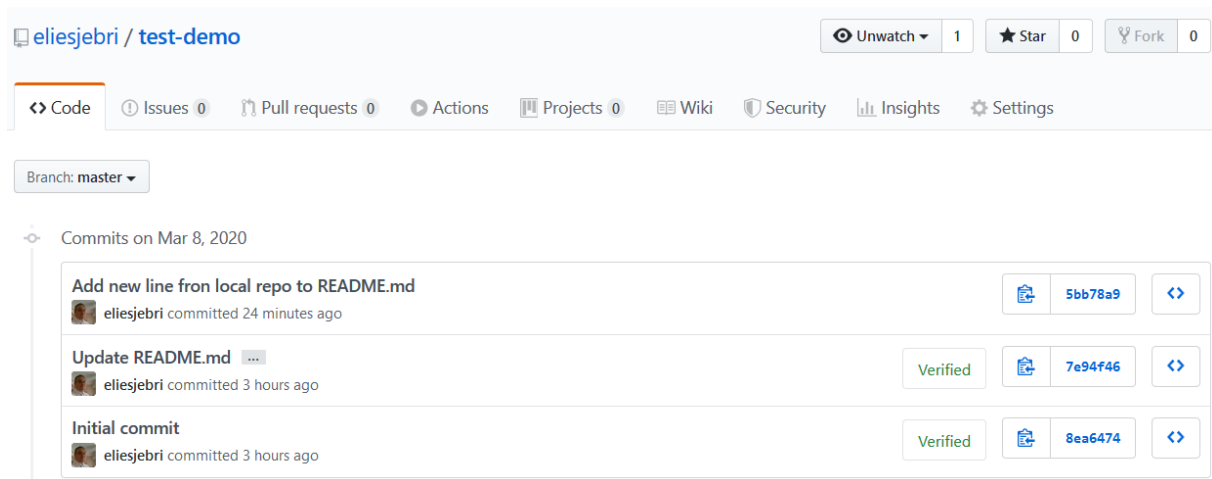 eliesjebri / test-demo
Unwatch 1 Star 0 Fork 0
<> Code Issues 0 Pull requests 0 Actions Projects 0 Wiki Security Insights Settings
Branch: master
Commits on Mar 8, 2020
Add new line fron local repo to README.md
eliesjebri committed 24 minutes ago
5bb78a9 <>
Update README.md ...
eliesjebri committed 3 hours ago
Verified 7e94f46 <>
Initial commit
eliesjebri committed 3 hours ago
Verified 8ea6474 <>